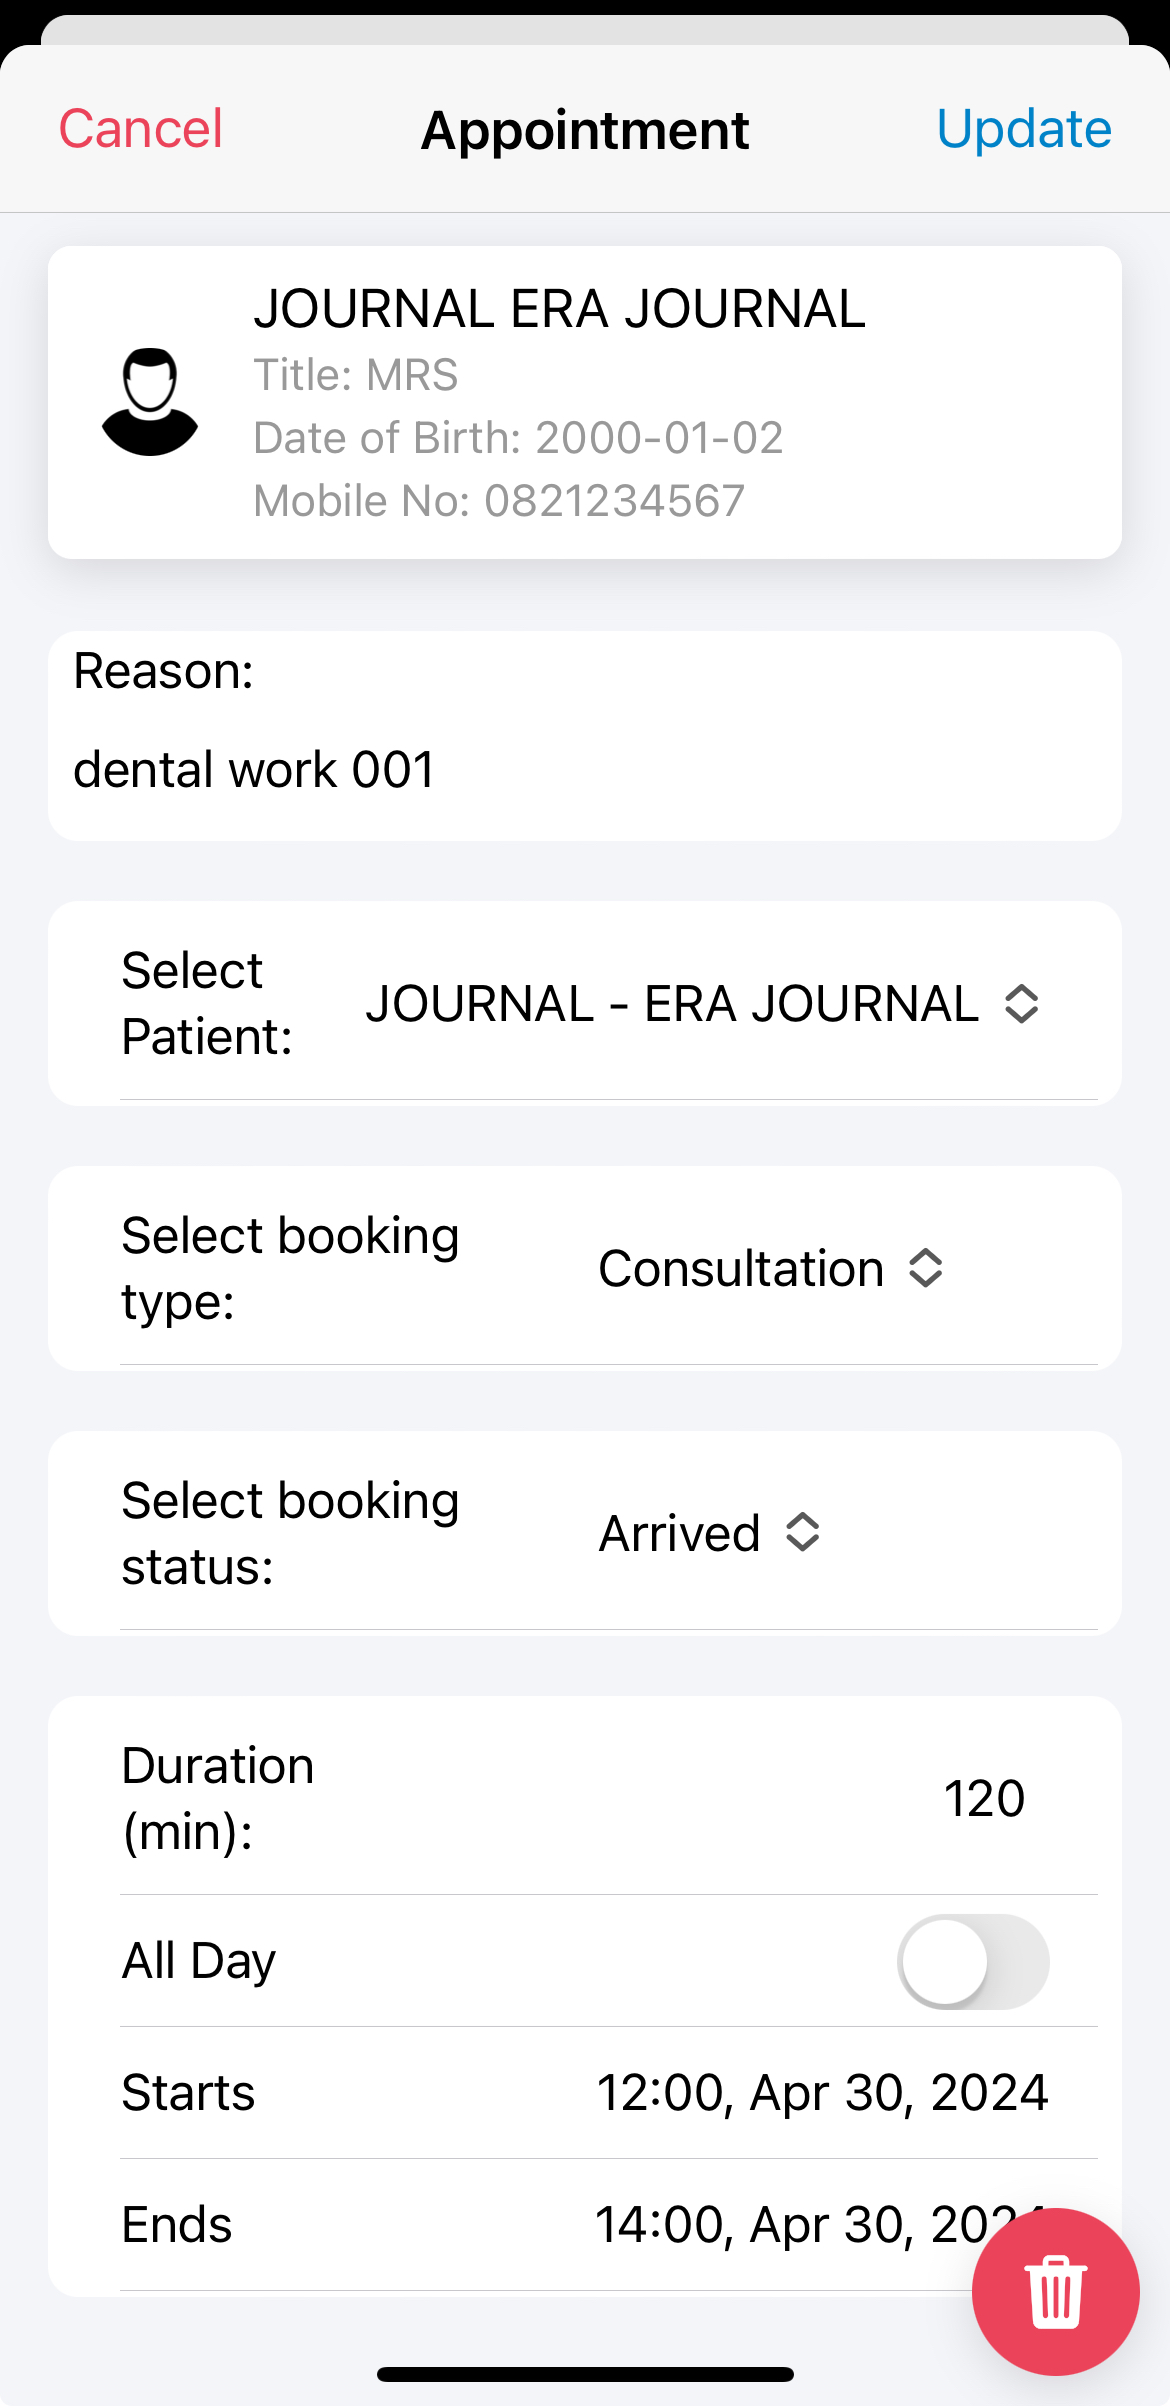 Cancel Appointment Update
JOURNAL ERA JOURNAL
Title: MRS
Date of Birth: 2000-01-02
Mobile No: 0821234567
Reason:
dental work 001
Select
Patient:
JOURNAL - ERA JOURNAL
Select booking
type:
Consultation
Select booking
status:
Arrived
Duration
(min):
120
All Day
Starts 12:00, Apr 30, 2024
Ends 14:00, Apr 30, 2024